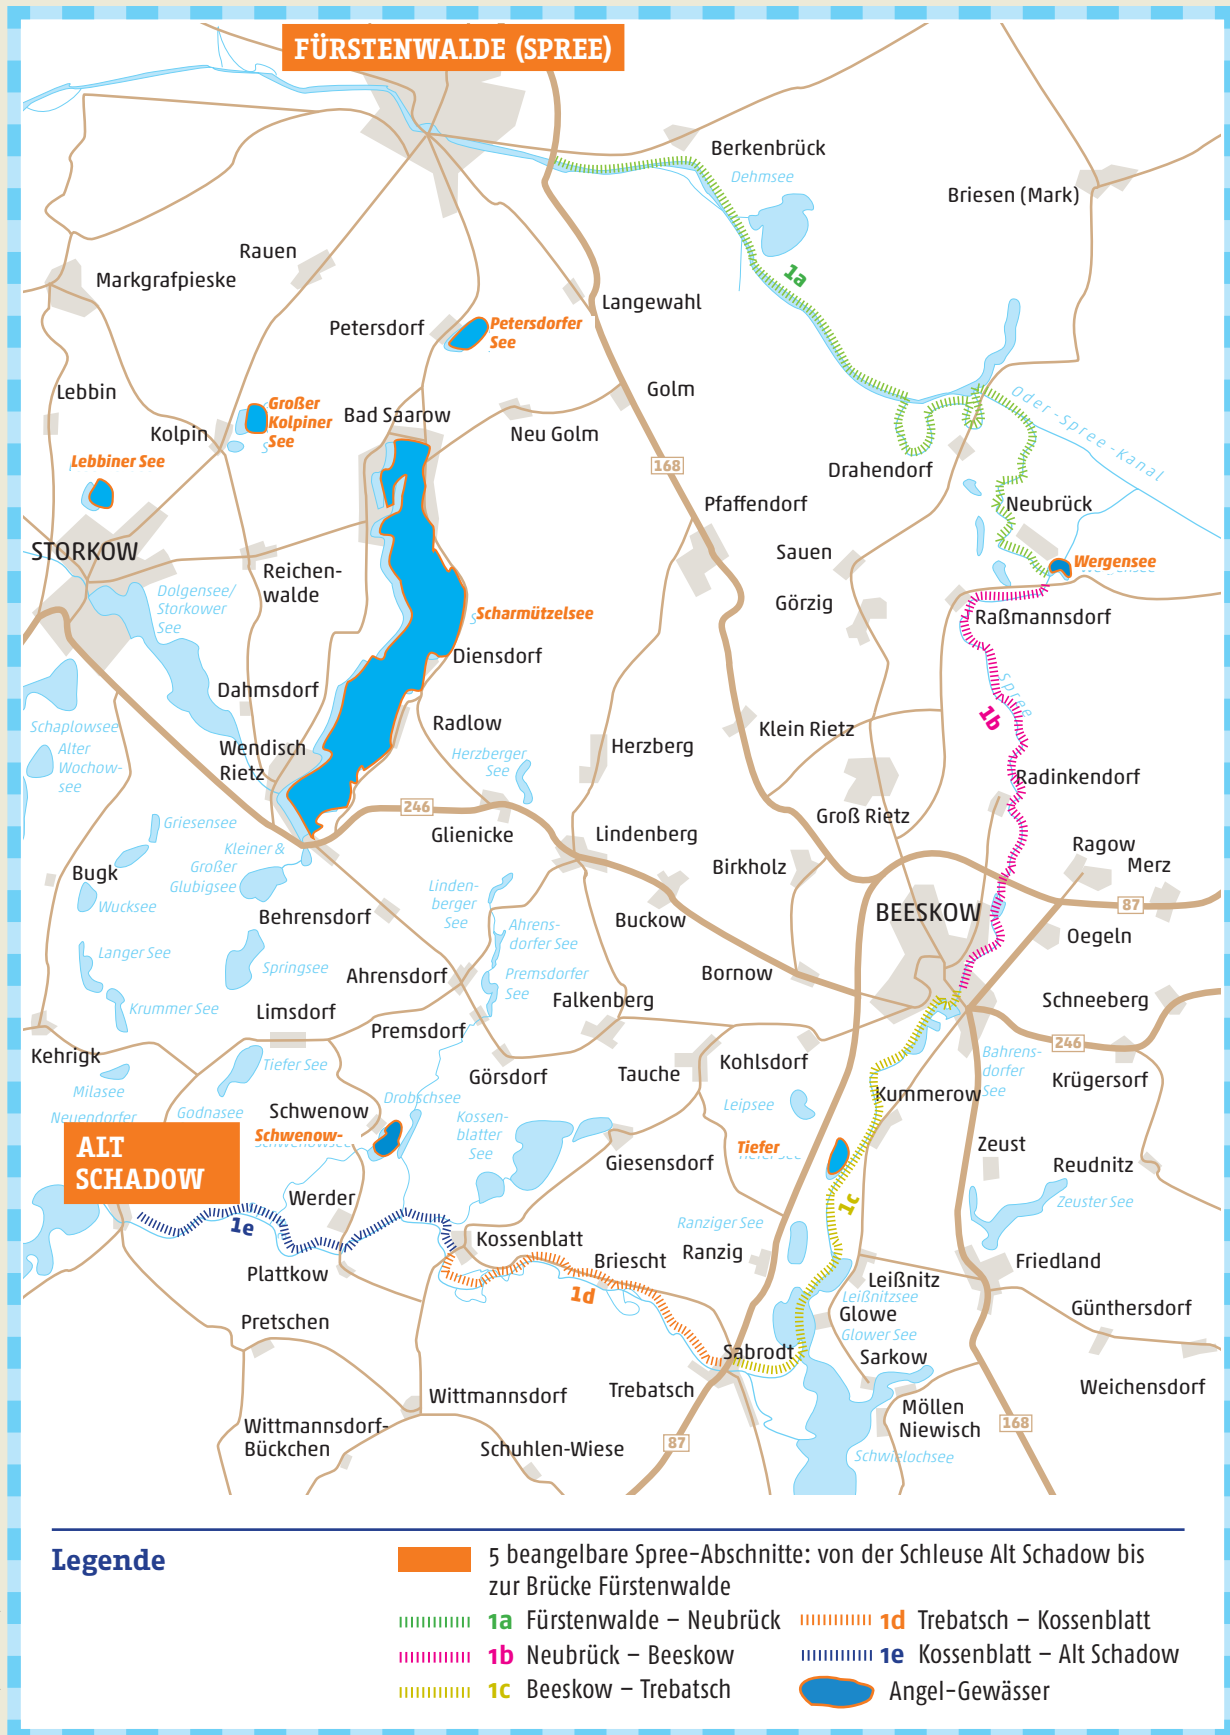 FÜRSTENWALDE (SPREE)
Berkenbrück
Dehmsee
Briesen (Mark)
Rauen
Markgrafpieske
1a
Langewahl
Petersdorf
Petersdorfer
See
Lebbin
Großer
Kolpiner
See
Kolpin
Bad Saarow
Golm
Neu Golm
Oder-Spree-Kanal
Lebbiner See
168
Drahendorf
Pfaffendorf
Neubrück
STORKOW
Sauen
Wergensee
Reichen-
walde
Dolgensee/
Storkower
See
Görzig
Raßmannsdorf
Scharmützelsee
Diensdorf
Spree
Dahmsdorf
1b
Schaplowsee
Radlow
Klein Rietz
Alter
Wochow-
see
Wendisch
Rietz
Herzberger
See
Herzberg
Radinkendorf
246
Groß Rietz
Griesensee
Glienicke
Lindenberg
Ragow
Kleiner &
Großer
Glubigsee
Birkholz
Merz
Bugk
Linden-
berger
See
87
Wucksee
Behrensdorf
Buckow
BEESKOW
Ahrens-
dorfer See
Oegeln
Langer See
Springsee
Ahrensdorf
Premsdorfer
See
Bornow
Krummer See
Limsdorf
Falkenberg
Schneeberg
Premsdorf
246
Kehrigk
Tiefer See
Görsdorf
Tauche
Kohlsdorf
Bahrens-
dorfer
See
Krügersorf
Milasee
Drobschsee
Kummerow
Neuendorfer
Godnasee
Schwenow
Kossen-
blatter
See
Leipsee
ALT
SCHADOW
Schwenow-
Tiefer
Zeust
Giesensdorf
Reudnitz
Werder
Zeuster See
1e
1c
Ranziger See
Kossenblatt
Briescht
Ranzig
Friedland
Plattkow
Leißnitz
1d
Leißnitzsee
Glowe
Günthersdorf
Pretschen
Glower See
Sabrodt
Sarkow
Wittmannsdorf
Trebatsch
Weichensdorf
Möllen
Niewisch
Wittmannsdorf-
Bückchen
168
Schuhlen-Wiese
87
Schwielochsee
Legende
5 beangelbare Spree-Abschnitte: von der Schleuse Alt Schadow bis
zur Brücke Fürstenwalde
1a Fürstenwalde – Neubrück
1b Neubrück – Beeskow
1c Beeskow – Trebatsch
1d Trebatsch – Kossenblatt
1e Kossenblatt – Alt Schadow
Angel-Gewässer